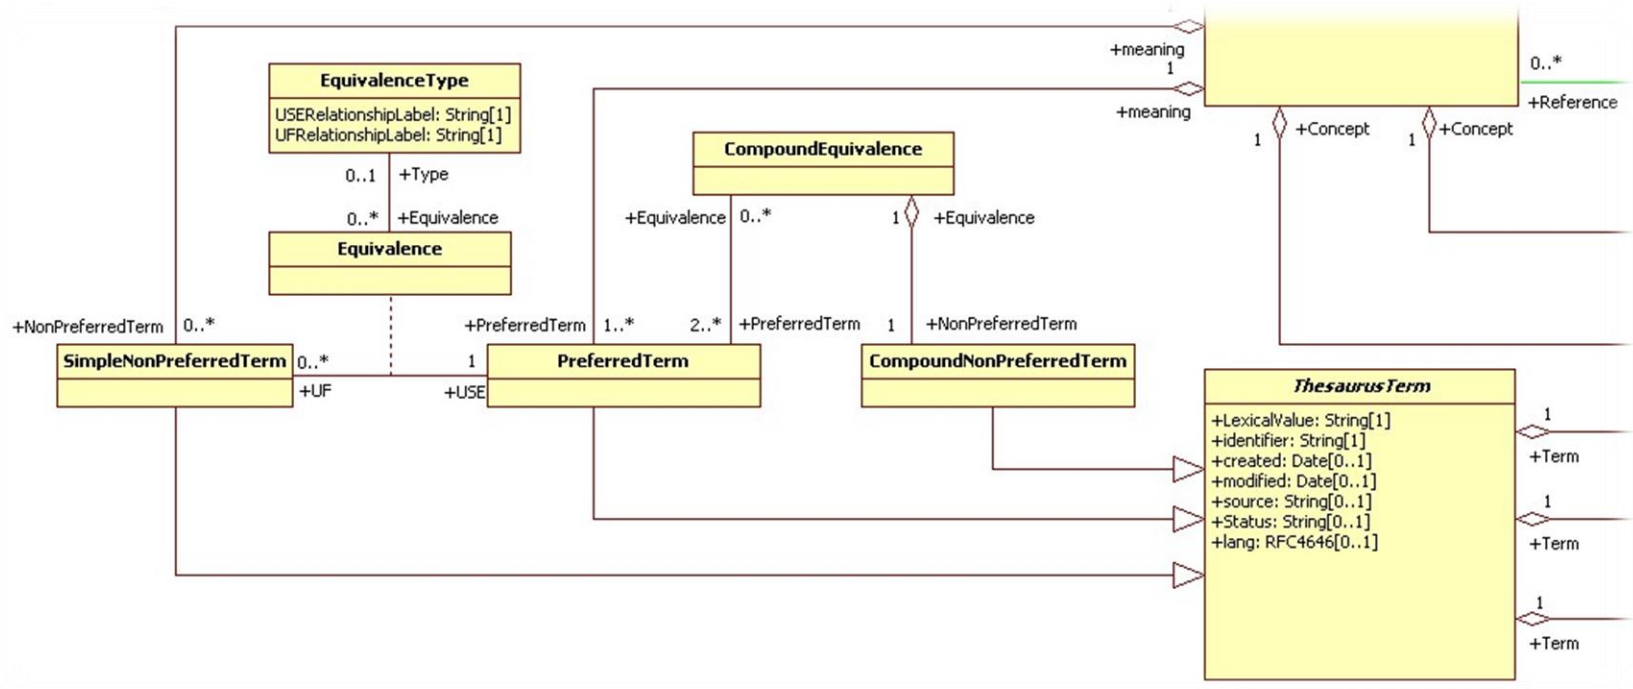 +meaning
1
+meaning
0..*
+Reference
EquivalenceType
USERelationshipLabel: String[1]
UFRelationshipLabel: String[1]
1
+Concept
1
+Concept
CompoundEquivalence
0..1
+Type
0..*
+Equivalence
+Equivalence
0..*
1
+Equivalence
Equivalence
+NonPreferredTerm
0..*
+PreferredTerm
1..*
2..*
+PreferredTerm
1
+NonPreferredTerm
SimpleNonPreferredTerm
0..*
1
PreferredTerm
CompoundNonPreferredTerm
+UF
+USE
ThesaurusTerm
+LexicalValue: String[1]
+identifier: String[1]
+created: Date[0..1]
+modified: Date[0..1]
+source: String[0..1]
+Status: String[0..1]
+lang: RFC4646[0..1]
1
+Term
1
+Term
1
+Term